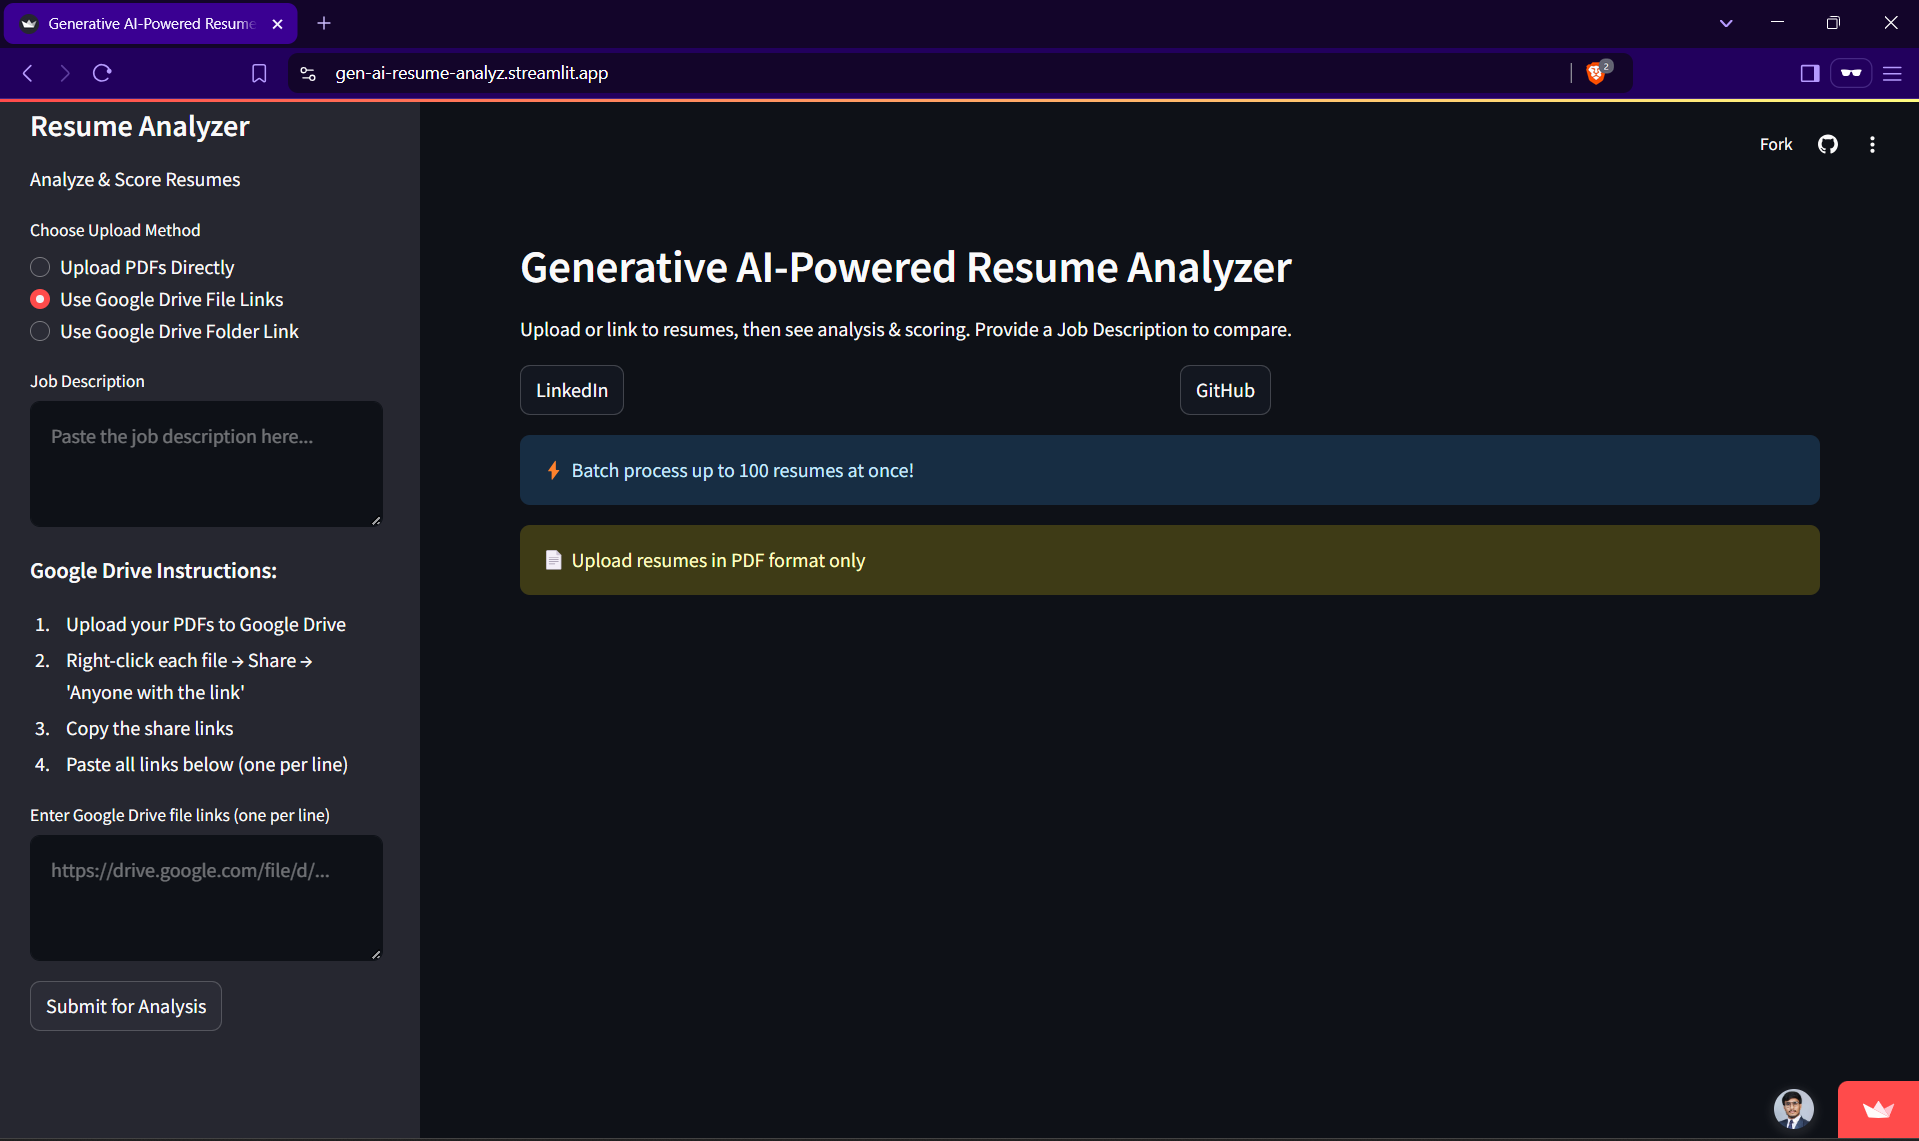 Generative AI-Powered Resume
gen-ai-resume-analyz.streamlit.app
2
Resume Analyzer
Analyze & Score Resumes
Choose Upload Method
Upload PDFs Directly
Use Google Drive File Links
Use Google Drive Folder Link
Job Description
Paste the job description here...
Google Drive Instructions:
1. Upload your PDFs to Google Drive
2. Right-click each file → Share →
'Anyone with the link'
3. Copy the share links
4. Paste all links below (one per line)
Enter Google Drive file links (one per line)
https://drive.google.com/file/d/...
Submit for Analysis
Fork
Generative AI-Powered Resume Analyzer
Upload or link to resumes, then see analysis & scoring. Provide a Job Description to compare.
LinkedIn
GitHub
⚡ Batch process up to 100 resumes at once!
📄 Upload resumes in PDF format only